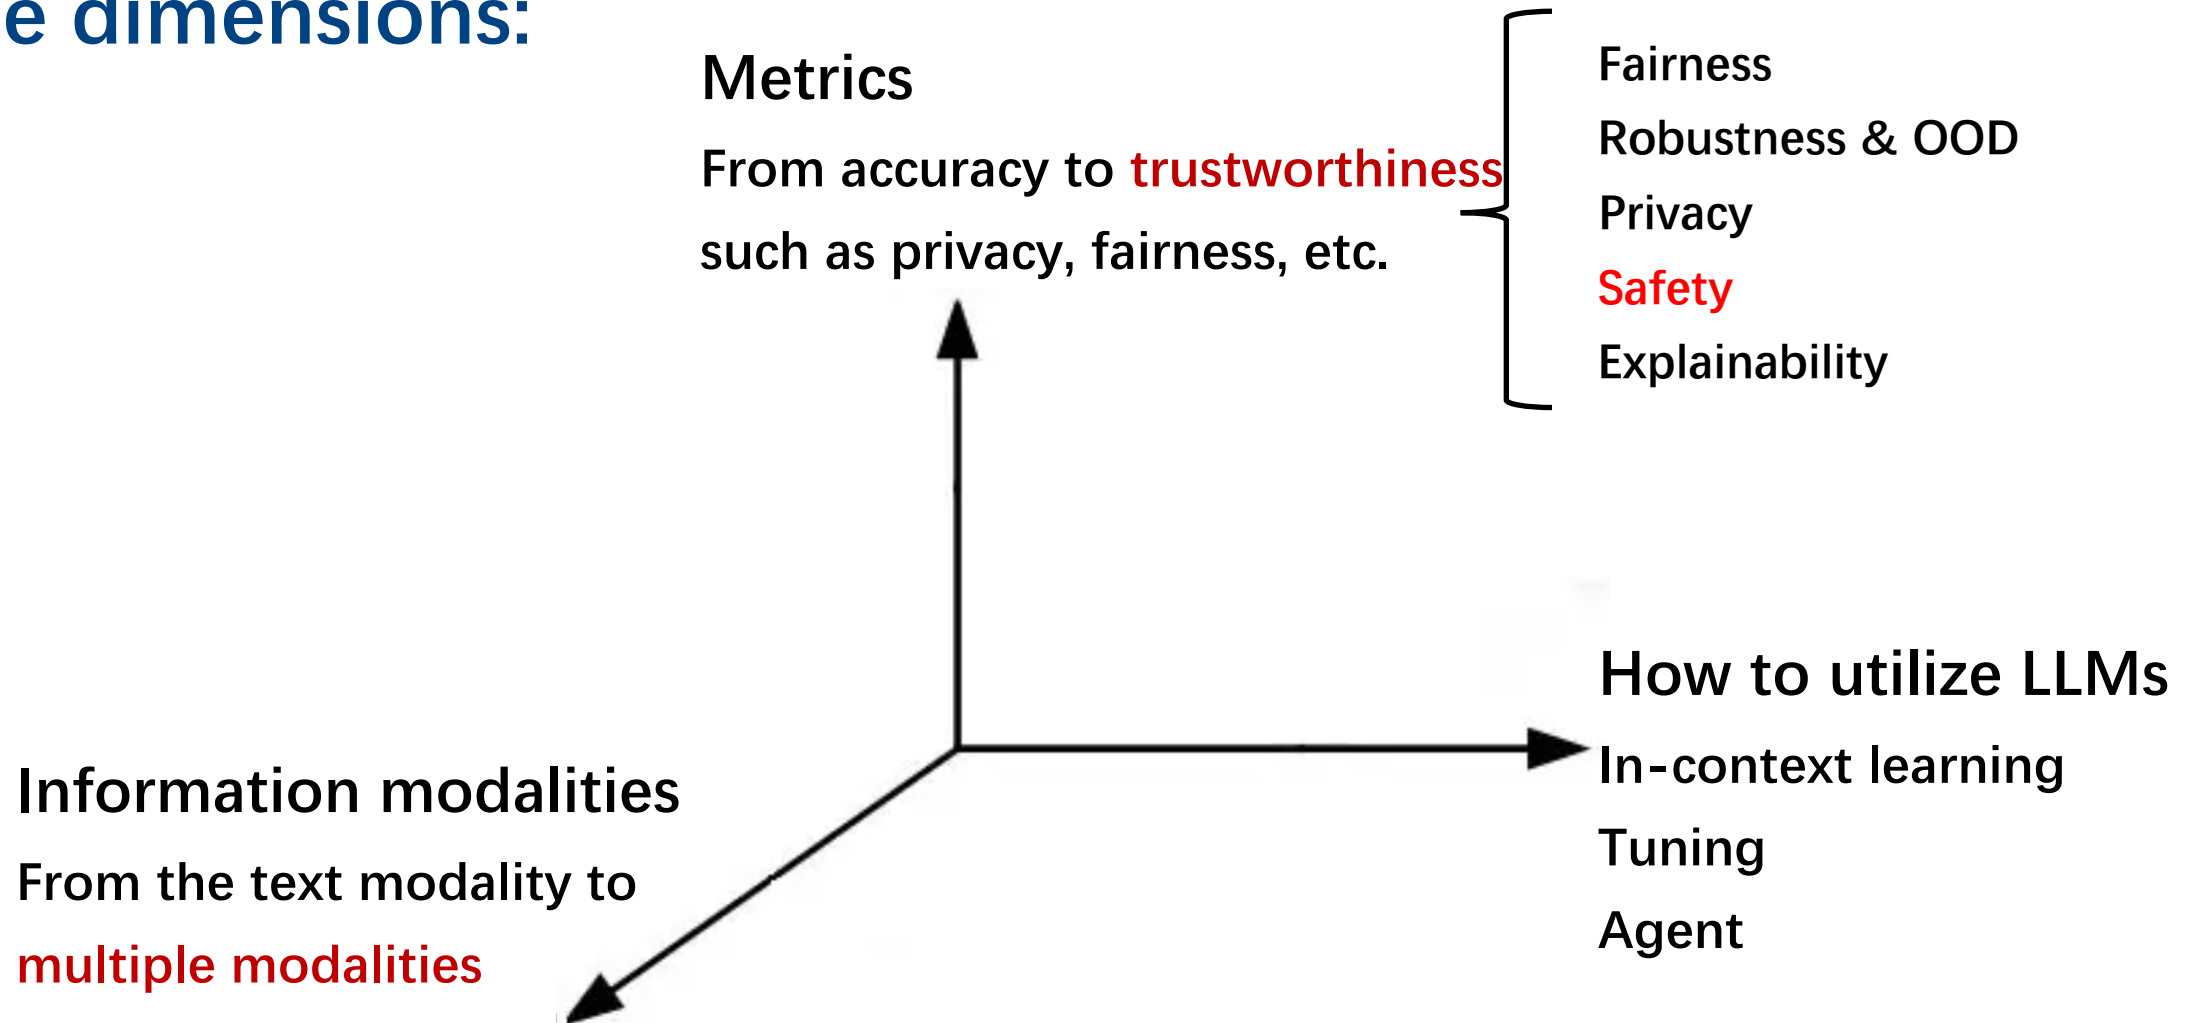 e dimensions:
Metrics
From accuracy to trustworthiness
such as privacy, fairness, etc.
Fairness
Robustness & OOD
Privacy
Safety
Explainability
How to utilize LLMs
In-context learning
Tuning
Agent
Information modalities
From the text modality to
multiple modalities